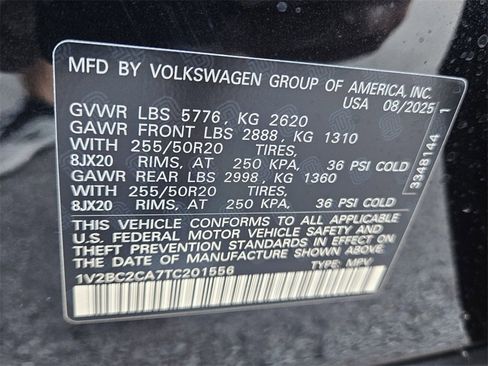 MFD BY VOLKSWAGEN GROUP OF AMERICA, INC.
USA 08/2025
GVWR LBS 5776, KG 2620
GAWR FRONT LBS 2888, KG 1310
WITH 255/50R20 TIRES,
8JX20 RIMS, AT 250 KPA, 36 PSI COLD
GAWR REAR LBS 2998, KG 1360
WITH 255/50R20 TIRES,
8JX20 RIMS, AT 250 KPA, 36 PSI COLD
THIS VEHICLE CONFORMS TO ALL APPLICABLE
U.S. FEDERAL MOTOR VEHICLE SAFETY AND
THEFT PREVENTION STANDARDS IN EFFECT ON
THE DATE OF MANUFACTURE SHOWN ABOVE.
1V2BC2CA7TC201556
TYPE: MPV
3348144 1